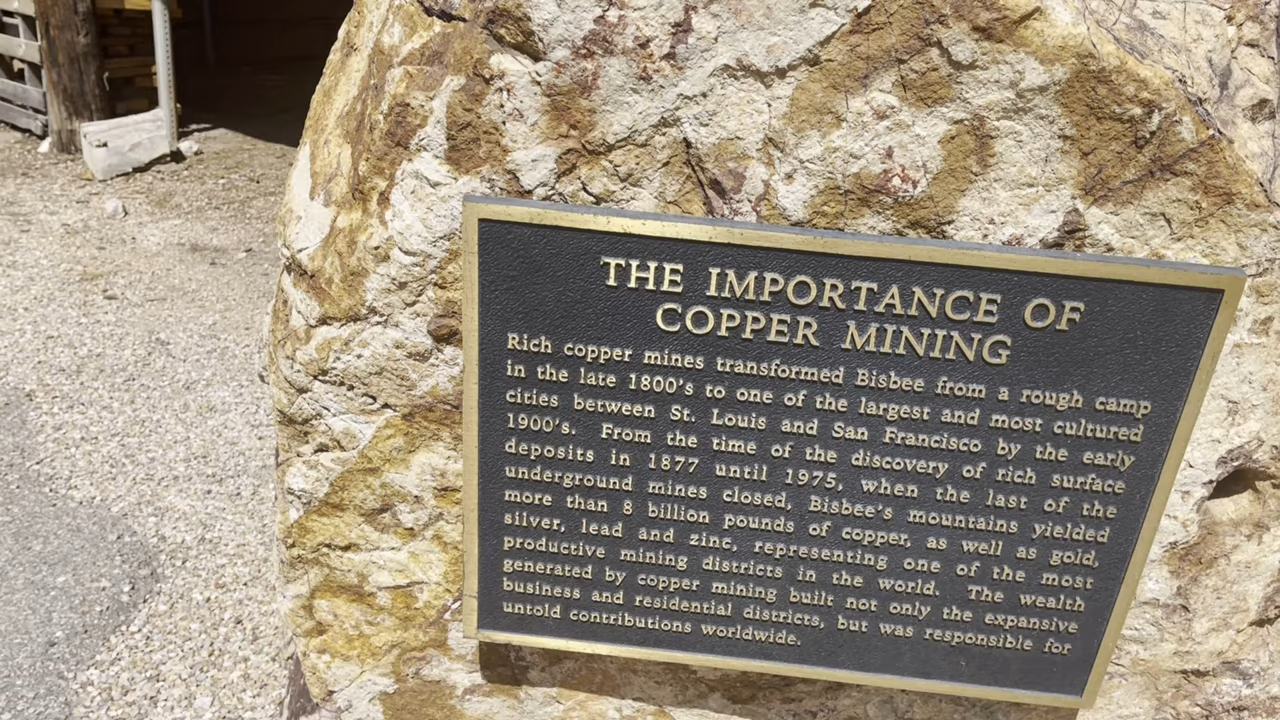 THE IMPORTANCE OF
COPPER MINING
Rich copper mines transformed Bisbee from a rough camp
in the late 1800's to one of the largest and most cultured
cities between St. Louis and San Francisco by the early
1900's. From the time of the discovery of rich surface
deposits in 1877 until 1975, when the last of the
underground mines closed, Bisbee's mountains yielded
more than 8 billion pounds of copper, as well as gold,
silver, lead and zinc, representing one of the most
productive mining districts in the world. The wealth
generated by copper mining built not only the expansive
business and residential districts, but was responsible for
untold contributions worldwide.